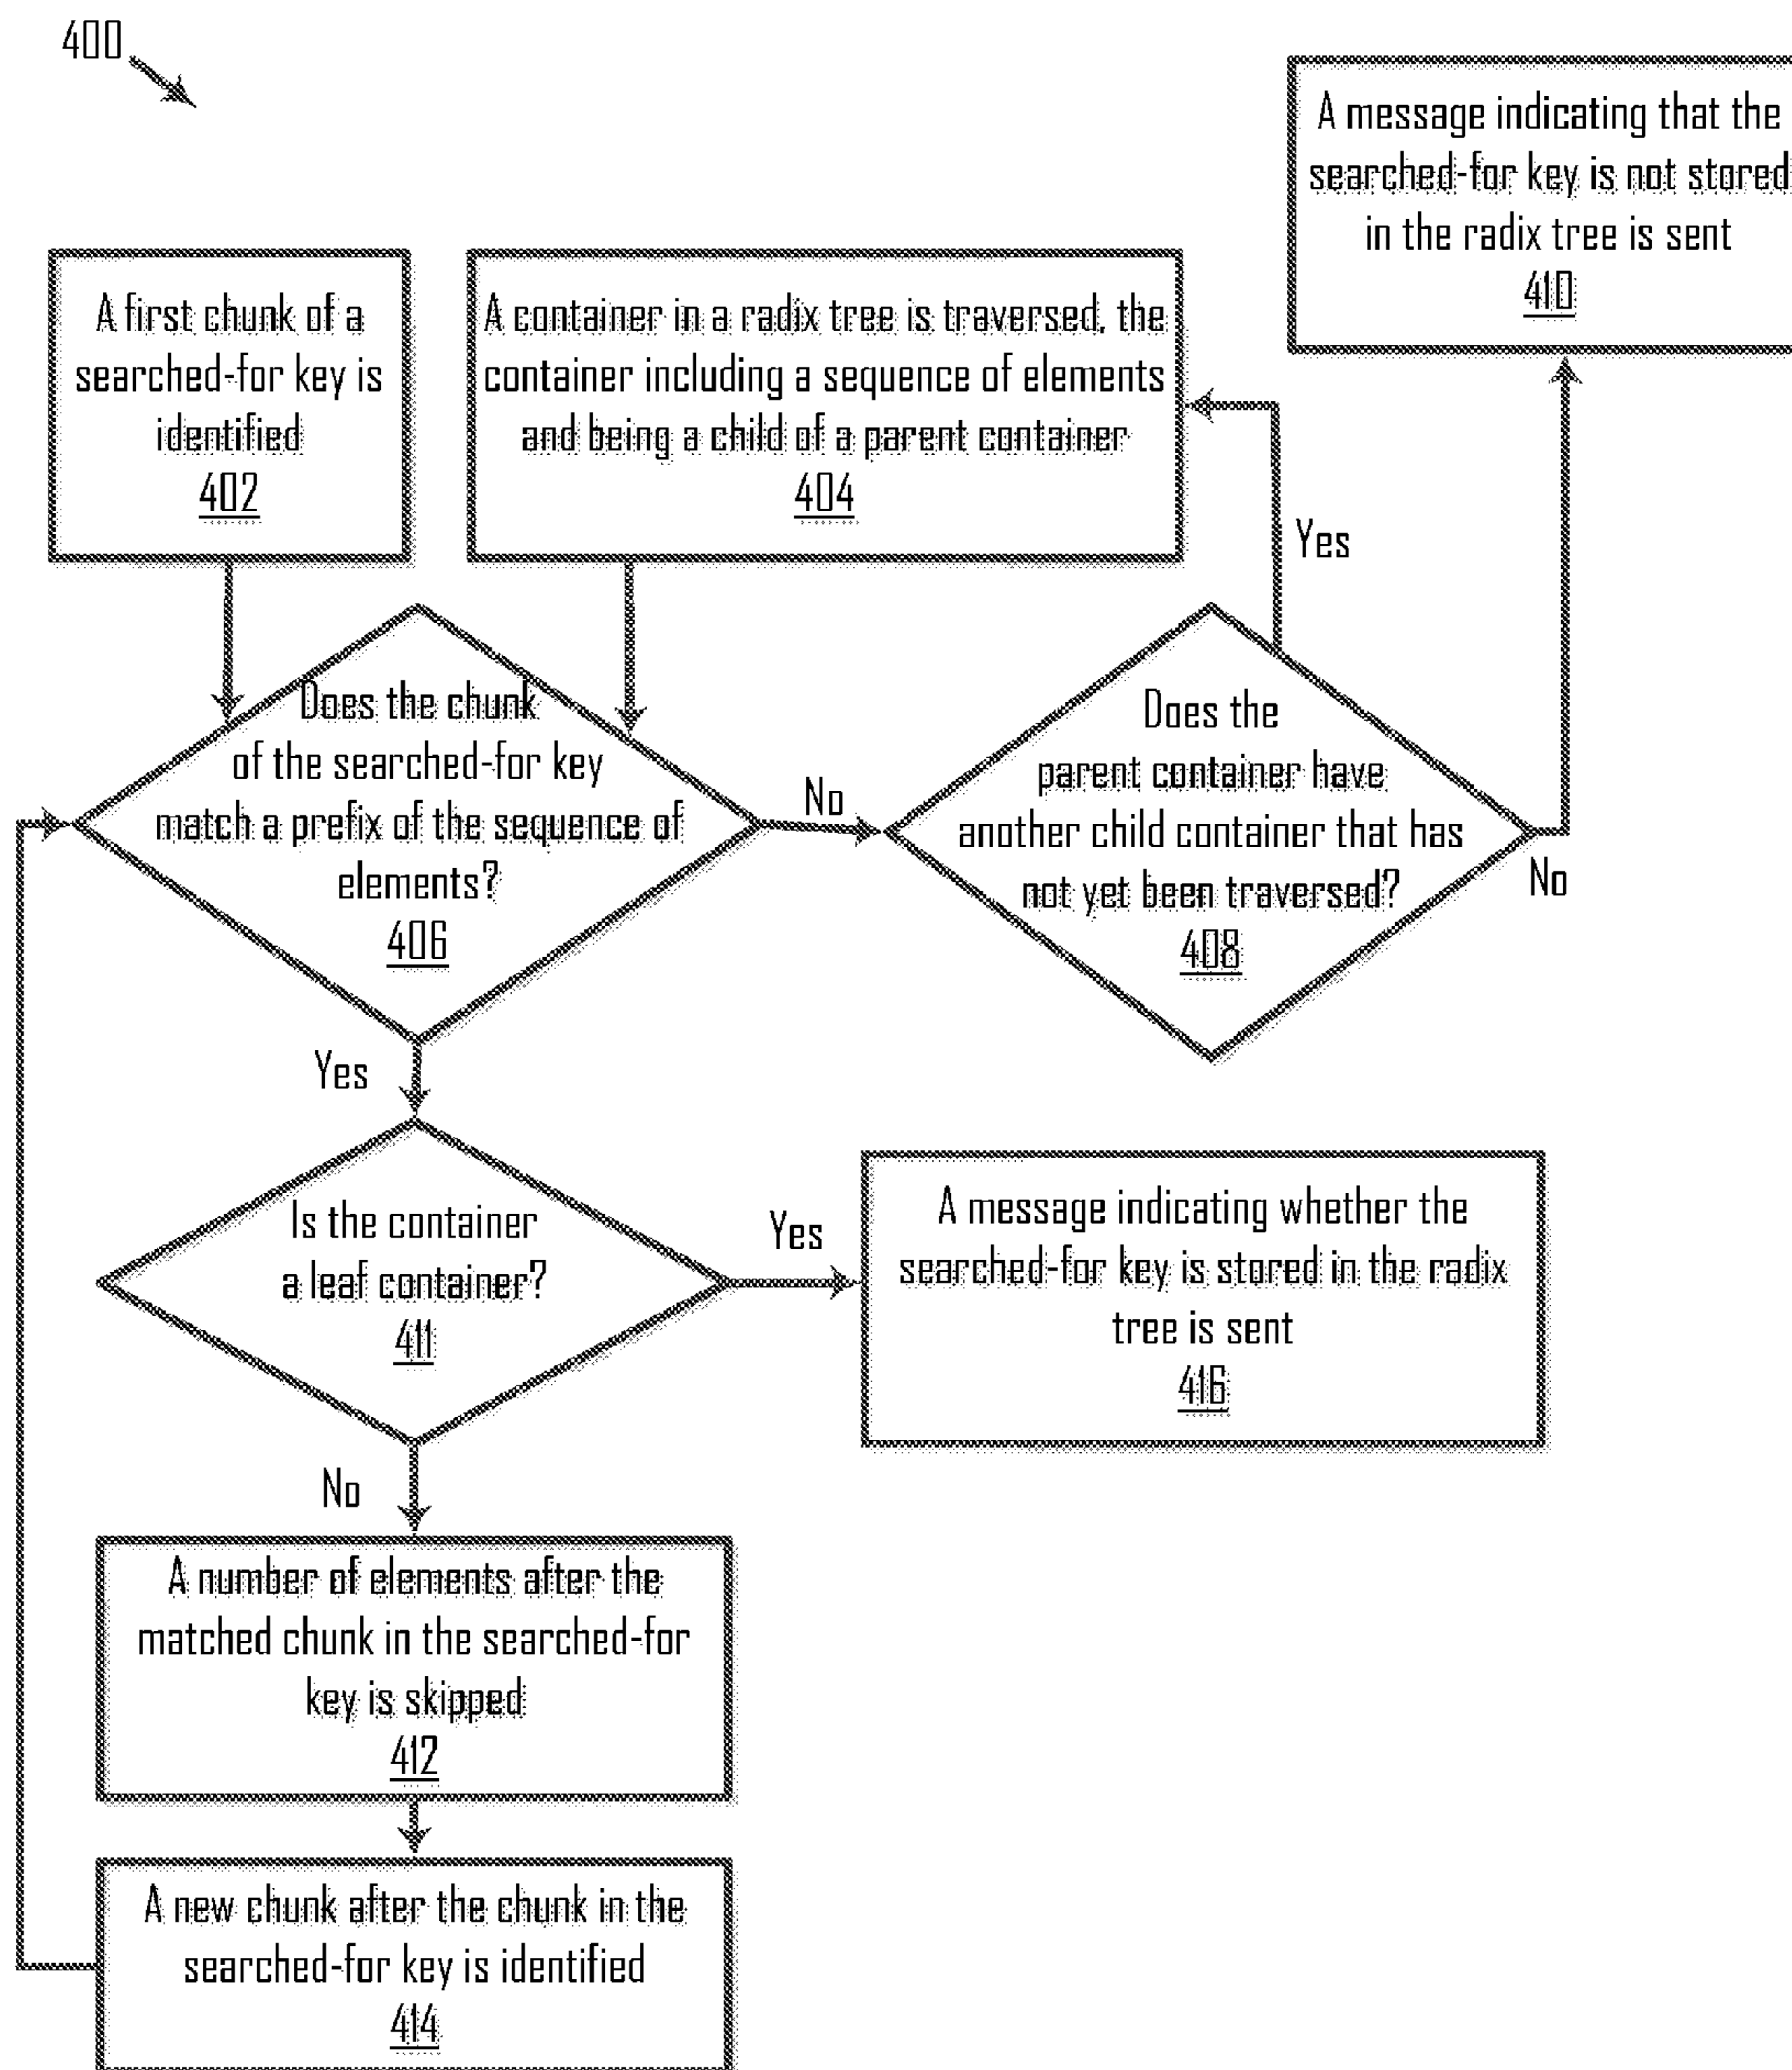 400
A message indicating that the
searched-for key is not stored
in the radix tree is sent
410
A first chunk of a
searched-for key is
identified
402
A container in a radix tree is traversed, the
container including a sequence of elements
and being a child of a parent container
404
Yes
Does the chunk
of the searched-for key
match a prefix of the sequence of
elements?
406
No
Does the
parent container have
another child container that has
not yet been traversed?
408
No
Yes
Is the container
a leaf container?
411
Yes
A message indicating whether the
searched-for key is stored in the radix
tree is sent
416
No
A number of elements after the
matched chunk in the searched-for
key is skipped
412
A new chunk after the chunk in the
searched-for key is identified
414